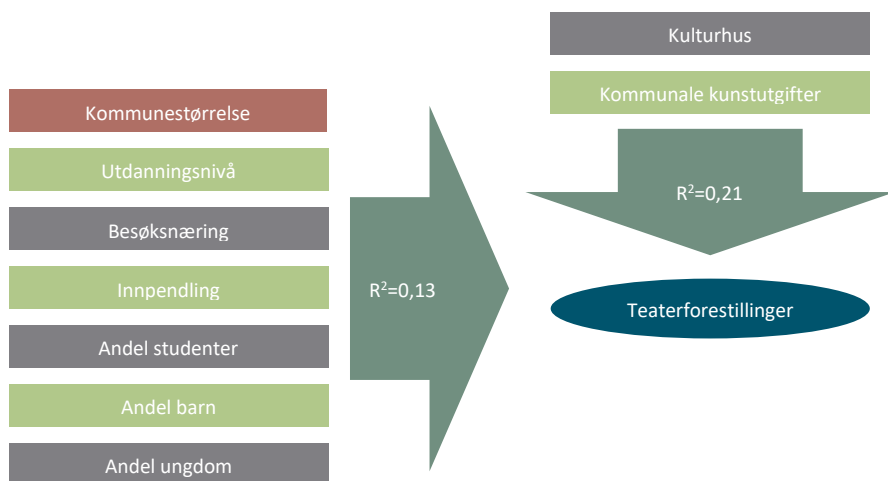 Kulturhus
Kommunale kunstutgifter
Kommunestørrelse
Utdanningsnivå
Besøksnæring
Innpendling
Andel studenter
Andel barn
Andel ungdom
R²=0,13
R²=0,21
Teaterforestillinger